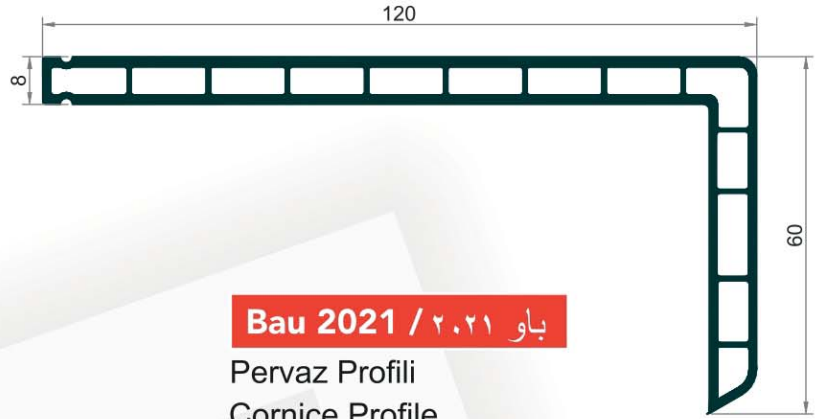 120
8
60
Bau 2021 / باو ٢٠٢١
Pervaz Profili
Cornice Profile